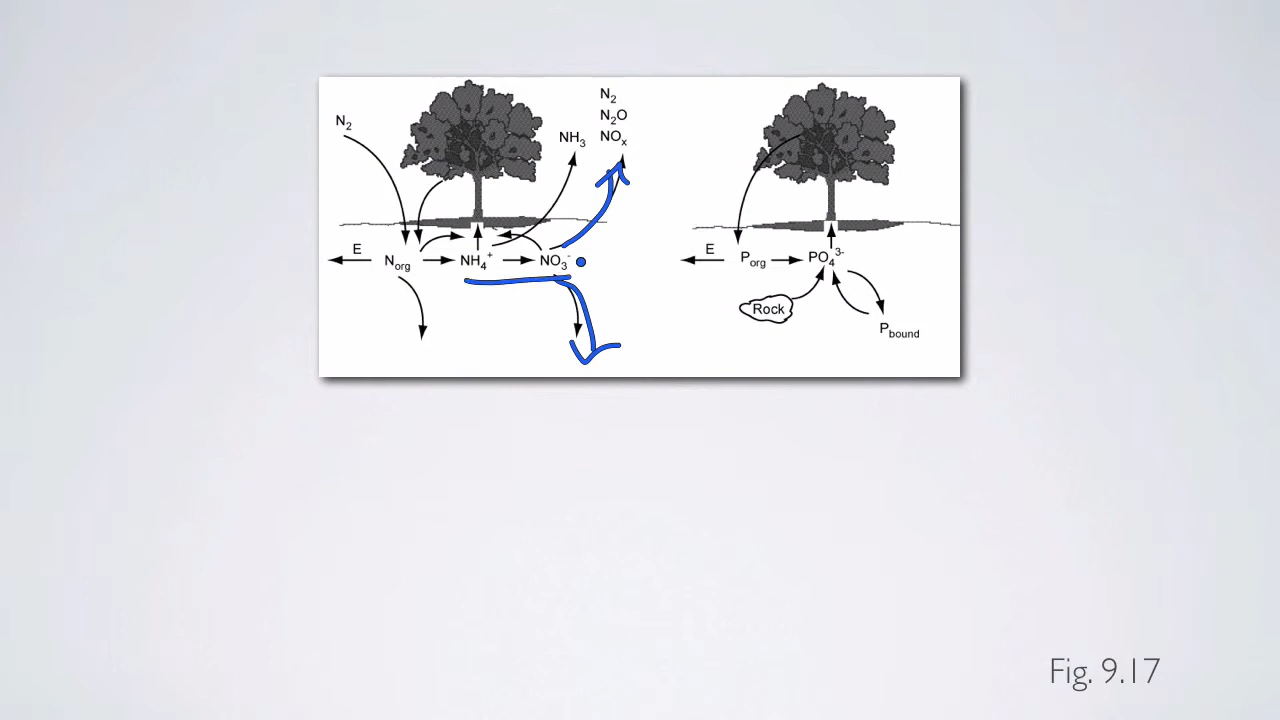 N2
N2
N2O
NOx
NH3
E
Norg
NH4+
NO3-
E
Porg
PO43-
Rock
Pbound
Fig. 9.17